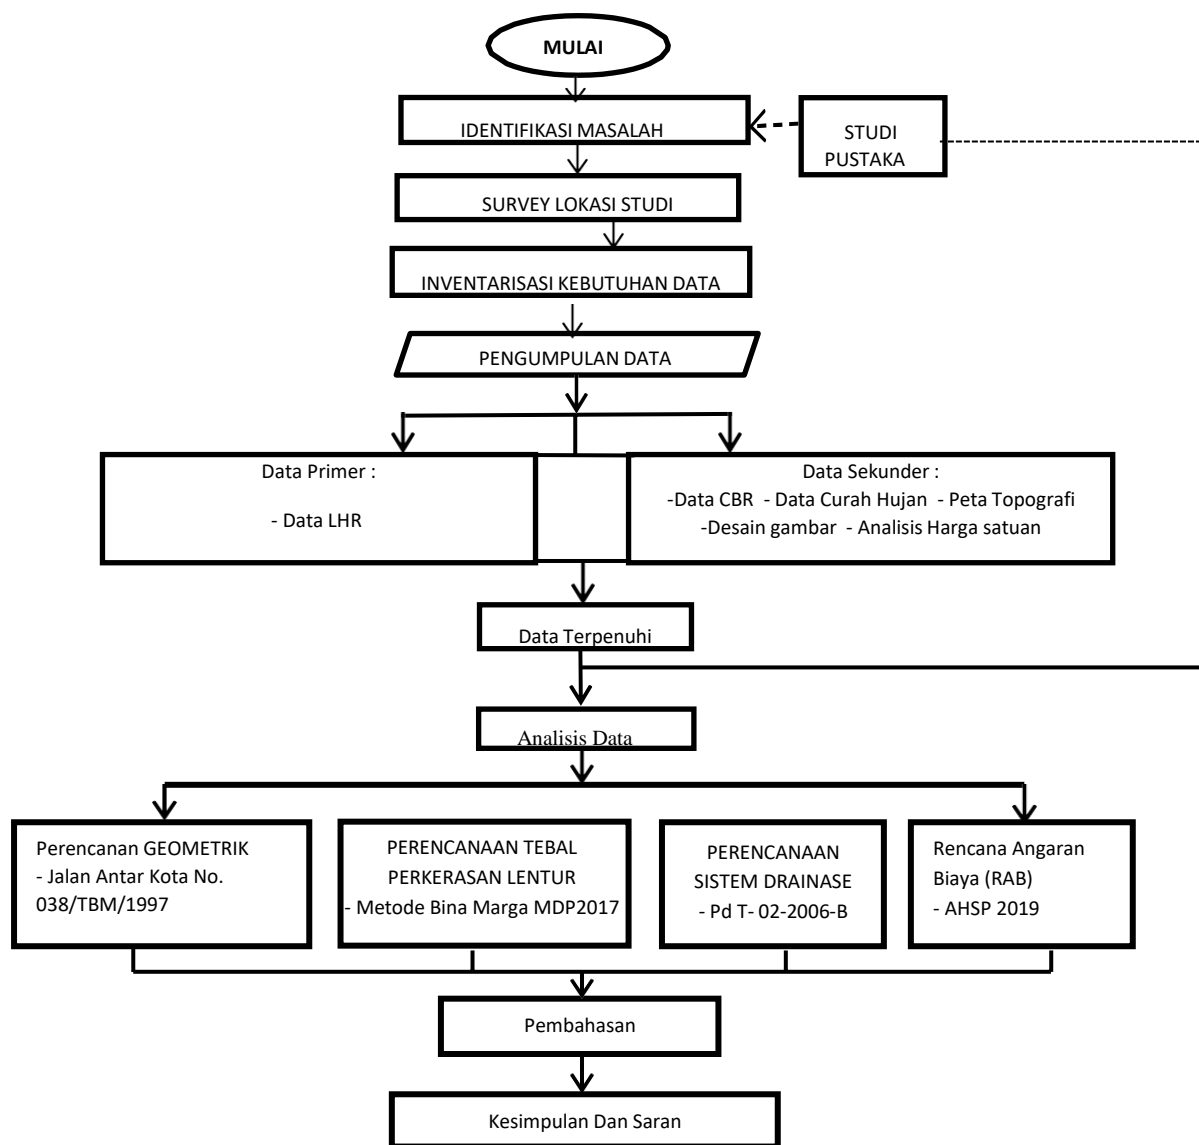 MULAI
IDENTIFIKASI MASALAH
STUDI
PUSTAKA
SURVEY LOKASI STUDI
INVENTARISASI KEBUTUHAN DATA
PENGUMPULAN DATA
Data Primer :
- Data LHR
Data Sekunder :
-Data CBR - Data Curah Hujan - Peta Topografi
-Desain gambar - Analisis Harga satuan
Data Terpenuhi
Analisis Data
Perencanan GEOMETRIK
- Jalan Antar Kota No.
038/TBM/1997
PERENCANAAN TEBAL
PERKERASAN LENTUR
- Metode Bina Marga MDP2017
PERENCANAAN
SISTEM DRAINASE
- Pd T- 02-2006-B
Rencana Angaran
Biaya (RAB)
- AHSP 2019
Pembahasan
Kesimpulan Dan Saran